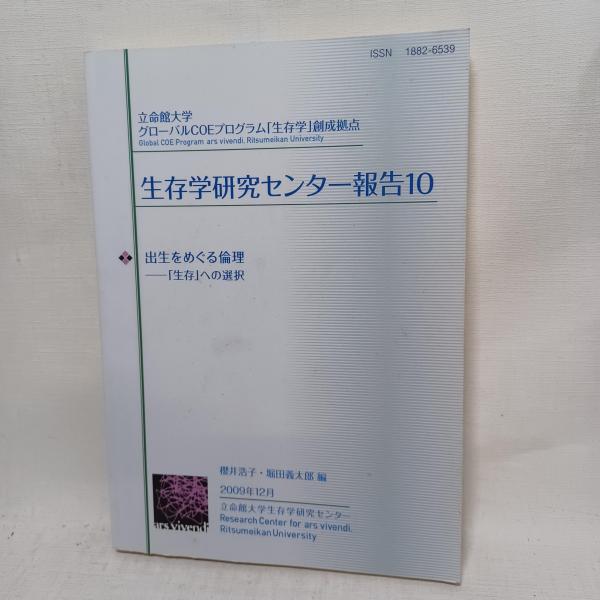 ISSN 1882-6539
立命館大学
グローバルCOEプログラム「生存学」創成拠点
Global COE Program ars vivendi, Ritsumeikan University
生存学研究センター報告10
出生をめぐる倫理
——「生存」への選択
櫻井浩子・堀田義太郎 編
2009年12月
立命館大学生存学研究センター
Research Center for ars vivendi,
Ritsumeikan University
ars vivendi